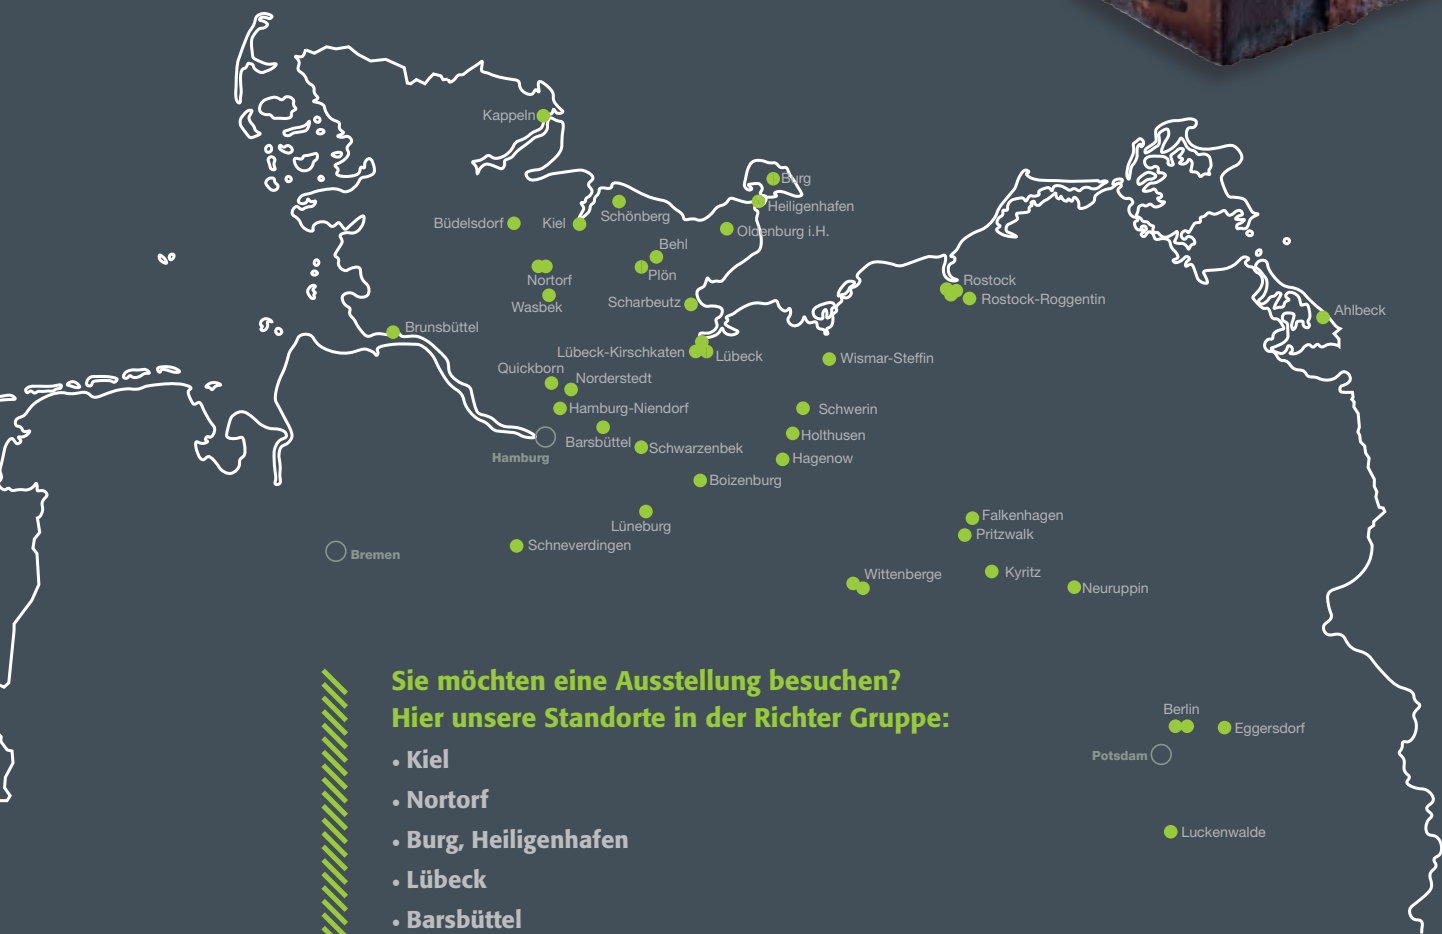 Kappeln
Burg
Heiligenhafen
Schönberg
Büdelsdorf
Kiel
Oldenburg i.H.
Behl
Plön
Nortorf
Wasbek
Scharbeutz
Rostock
Rostock-Roggentin
Ahlbeck
Brunsbüttel
Lübeck-Kirschkaten
Lübeck
Wismar-Steffin
Quickborn
Norderstedt
Hamburg-Niendorf
Schwerin
Barsbüttel
Holthusen
Hamburg
Schwarzenbek
Hagenow
Boizenburg
Lüneburg
Falkenhagen
Pritzwalk
Schneverdingen
Bremen
Wittenberge
Kyritz
Neuruppin
Sie möchten eine Ausstellung besuchen?
Hier unsere Standorte in der Richter Gruppe:
• Kiel
• Nortorf
• Burg, Heiligenhafen
• Lübeck
• Barsbüttel
Berlin
Eggersdorf
Potsdam
Luckenwalde